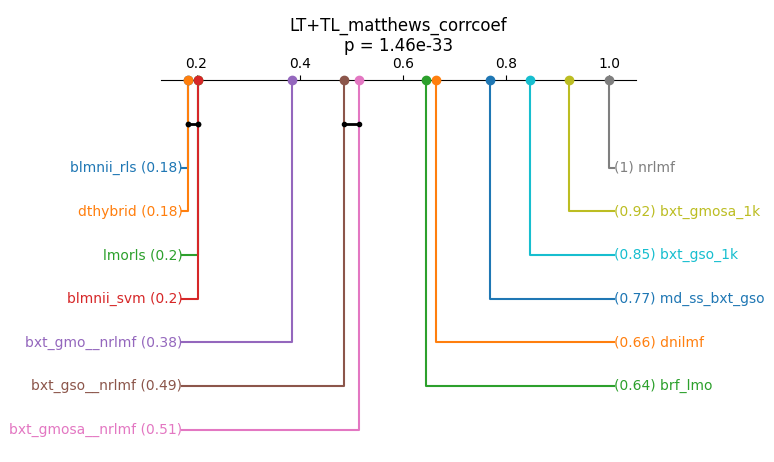 LT+TL_matthews_corrcoef
p = 1.46e-33
0.2 0.4 0.6 0.8 1.0
blmnii_rls (0.18)
dthybrid (0.18)
lmorls (0.2)
blmnii_svm (0.2)
bxt_gmo__nrlmf (0.38)
bxt_gso__nrlmf (0.49)
bxt_gmosa__nrlmf (0.51)
(1) nrlmf
(0.92) bxt_gmosa_1k
(0.85) bxt_gso_1k
(0.77) md_ss_bxt_gso
(0.66) dnilmf
(0.64) brf_lmo